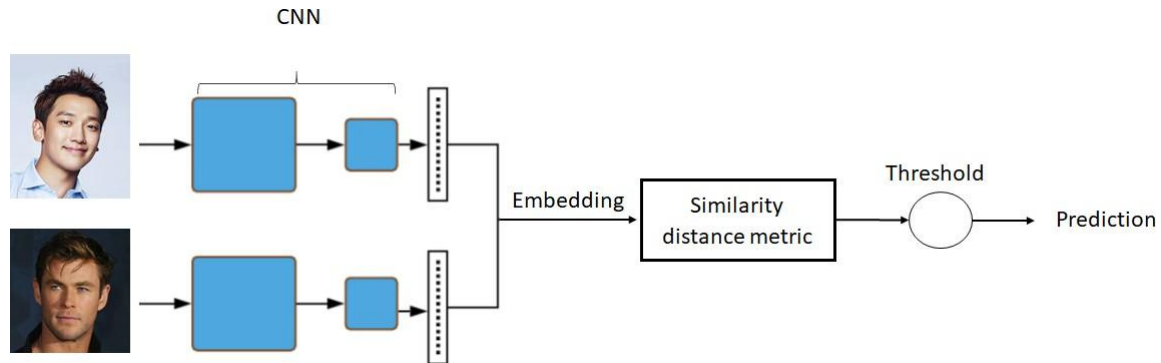 CNN
Threshold
Embedding
Similarity
distance metric
Prediction